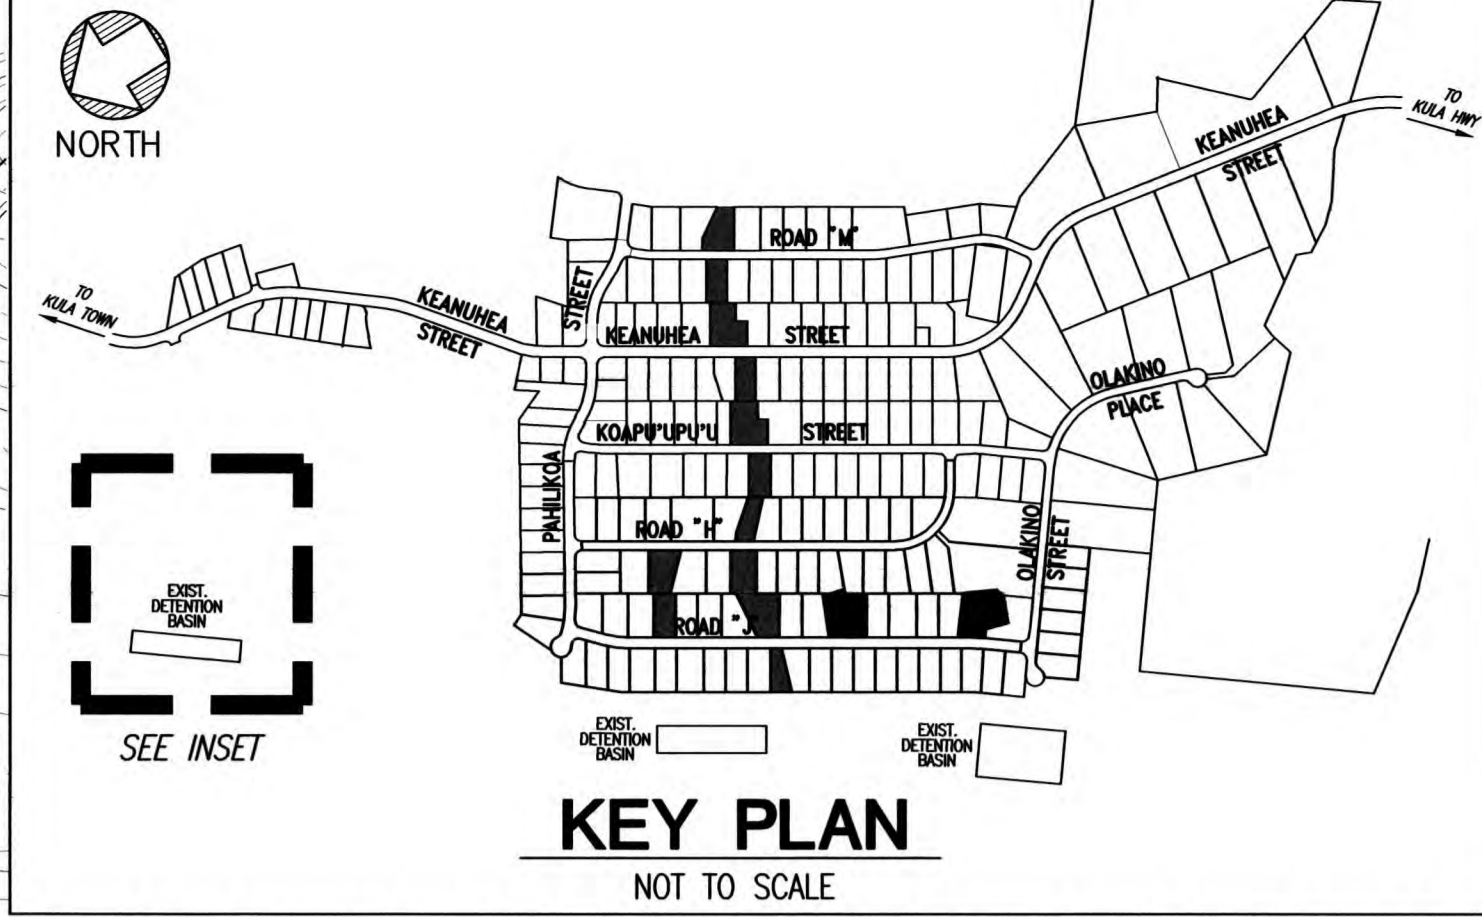 NORTH
TO
KULA HWY
KEANUHEA
STREET
ROAD "M"
STREET
TO
KULA TOWN
KEANUHEA
STREET
KEANUHEA STREET
OLAKINO
PLACE
KOAPU'UPU'U STREET
PAHILIKOA
ROAD "H"
OLAKINO
STREET
EXIST.
DETENTION
BASIN
ROAD "J"
SEE INSET
EXIST.
DETENTION
BASIN
EXIST.
DETENTION
BASIN
KEY PLAN
NOT TO SCALE